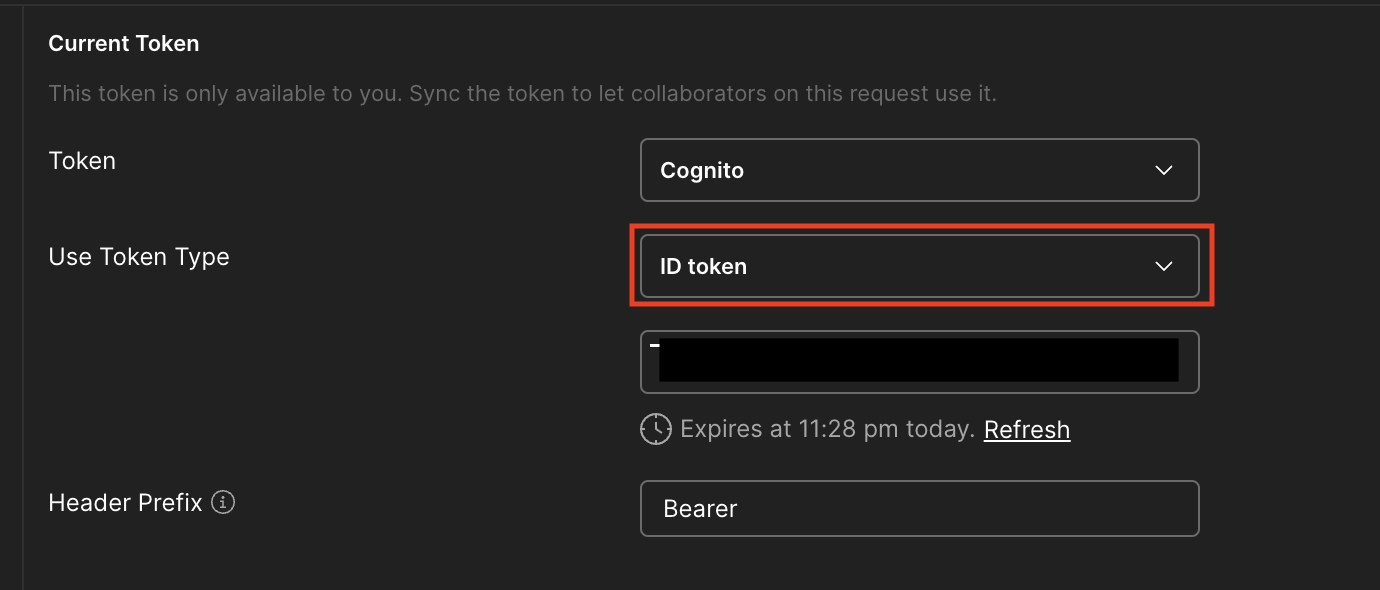 Current Token
This token is only available to you. Sync the token to let collaborators on this request use it.
Token
Cognito
Use Token Type
ID token
Expires at 11:28 pm today. Refresh
Header Prefix
Bearer